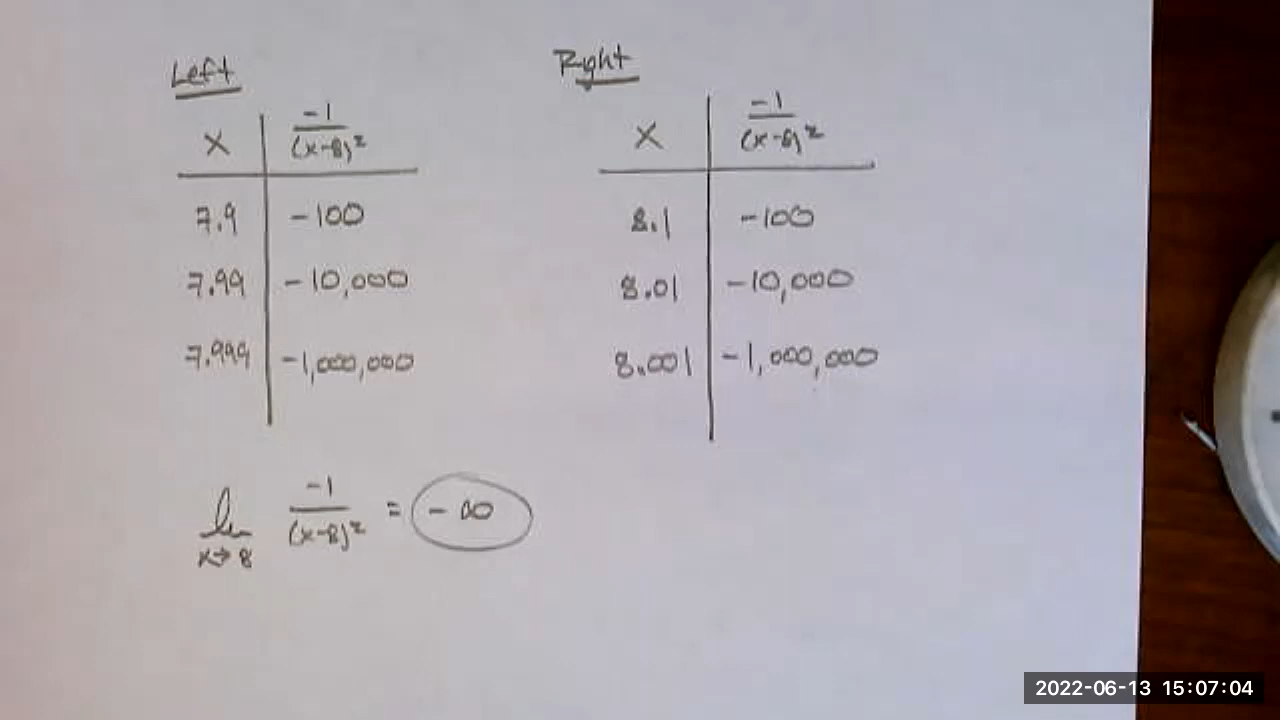 Left
x -1/(x-8)²
7.9 -100
7.99 -10,000
7.999 -1,000,000
Right
x -1/(x-8)²
8.1 -100
8.01 -10,000
8.001 -1,000,000
lim x→8 -1/(x-8)² = -∞
2022-06-13 15:07:04